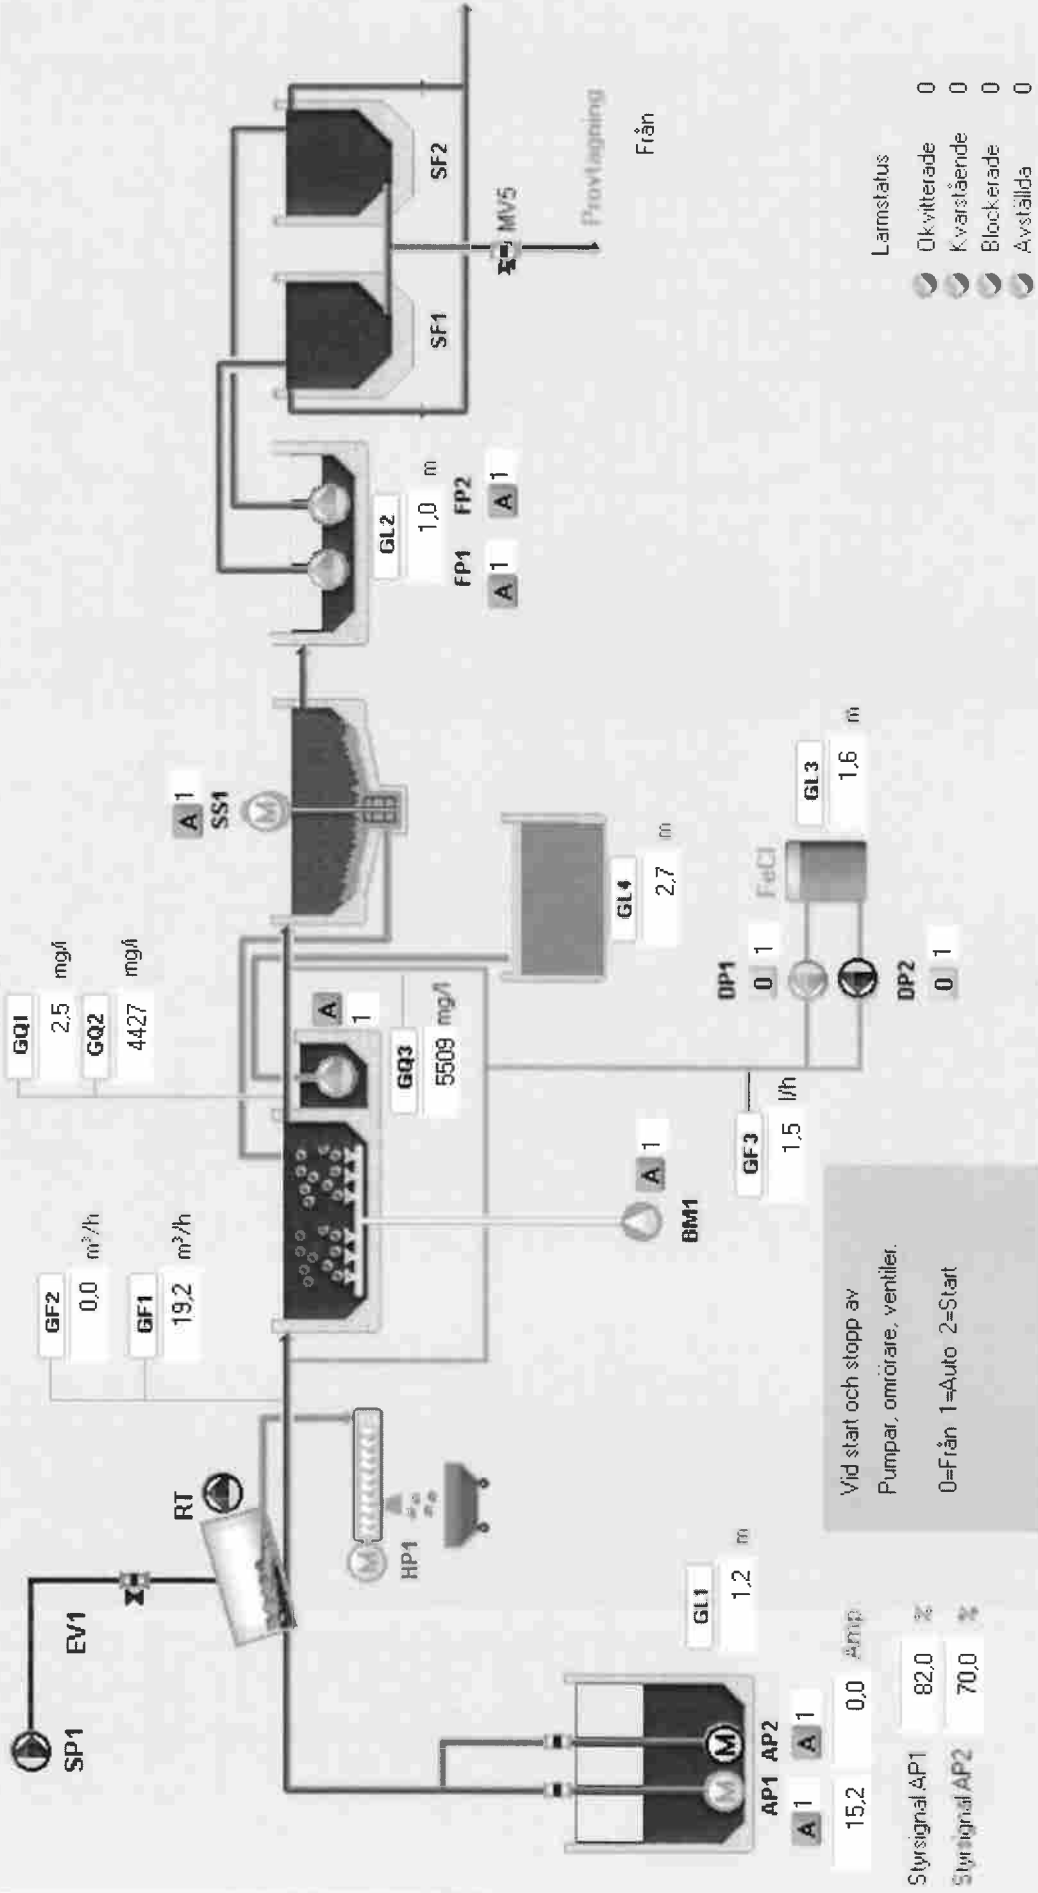 SP1
EV1
RT
GF2
0,0 m³/h
GF1
19,2 m³/h
GQ1
2,5 mg/l
GQ2
4427 mg/l
A 1
SS1
HP1
A
1
GQ3
5509 mg/l
BM1
A 1
GL4
2,7 m
GL2
1,0 m
FP1 FP2
A 1 A 1
SF1 SF2
MV5
Provtagning
Från
GL1
1,2 m
AP1 AP2
A 1 A 1
15,2 0,0 Amp
Styrsignal AP1 82,0 %
Styrsignal AP2 70,0 %
Vid start och stopp av
Pumpar, omrörare, ventiler.
0=Från 1=Auto 2=Start
GF3
1,5 l/h
DP1
0 1
DP2
0 1
FeCl
GL3
1,6 m
Larmstatus
Okvitterade 0
Kvarstående 0
Blockerade 0
Avställda 0
M
M
M
M